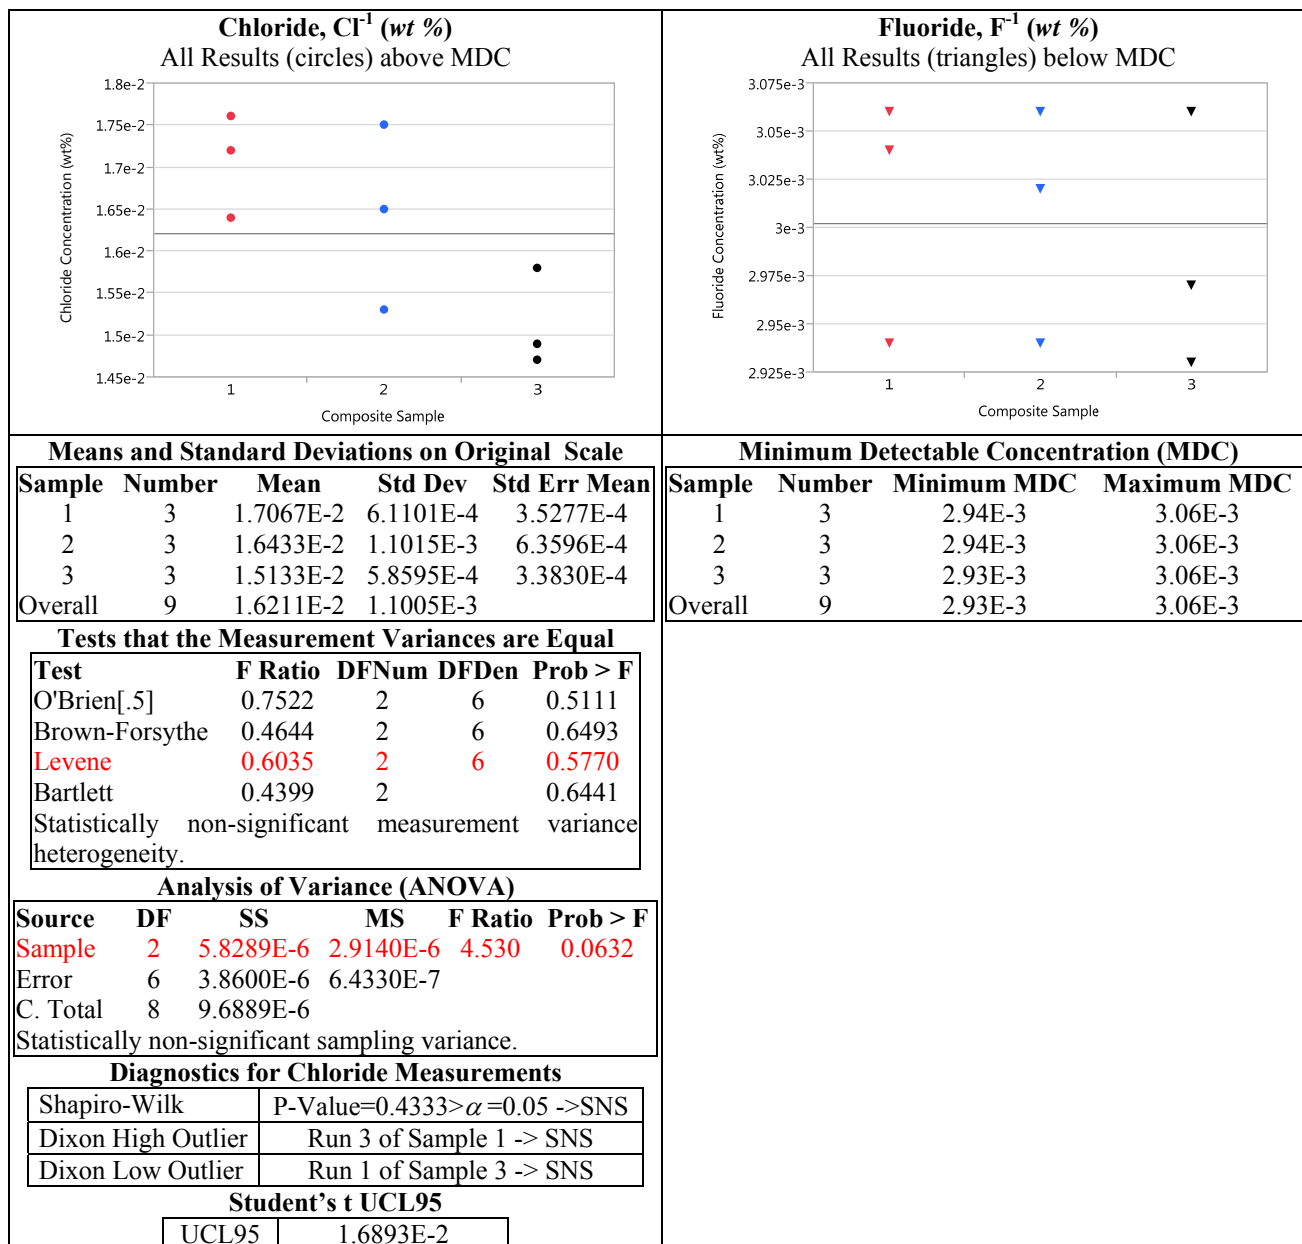 Chloride, Cl-1 (wt %)
All Results (circles) above MDC
1.8e-2
1.75e-2
1.7e-2
1.65e-2
1.6e-2
1.55e-2
1.5e-2
1.45e-2
Chloride Concentration (wt%)
1 2 3
Composite Sample
Fluoride, F-1 (wt %)
All Results (triangles) below MDC
3.075e-3
3.05e-3
3.025e-3
3e-3
2.975e-3
2.95e-3
2.925e-3
Fluoride Concentration (wt%)
1 2 3
Composite Sample
Means and Standard Deviations on Original Scale
Sample Number Mean Std Dev Std Err Mean
1 3 1.7067E-2 6.1101E-4 3.5277E-4
2 3 1.6433E-2 1.1015E-3 6.3596E-4
3 3 1.5133E-2 5.8595E-4 3.3830E-4
Overall 9 1.6211E-2 1.1005E-3
Tests that the Measurement Variances are Equal
Test F Ratio DFNum DFDen Prob > F
O'Brien[.5] 0.7522 2 6 0.5111
Brown-Forsythe 0.4644 2 6 0.6493
Levene 0.6035 2 6 0.5770
Bartlett 0.4399 2 0.6441
Statistically non-significant measurement variance
heterogeneity.
Analysis of Variance (ANOVA)
Source DF SS MS F Ratio Prob > F
Sample 2 5.8289E-6 2.9140E-6 4.530 0.0632
Error 6 3.8600E-6 6.4330E-7
C. Total 8 9.6889E-6
Statistically non-significant sampling variance.
Diagnostics for Chloride Measurements
Shapiro-Wilk P-Value=0.4333>α =0.05 ->SNS
Dixon High Outlier Run 3 of Sample 1 -> SNS
Dixon Low Outlier Run 1 of Sample 3 -> SNS
Student’s t UCL95
UCL95 1.6893E-2
Minimum Detectable Concentration (MDC)
Sample Number Minimum MDC Maximum MDC
1 3 2.94E-3 3.06E-3
2 3 2.94E-3 3.06E-3
3 3 2.93E-3 3.06E-3
Overall 9 2.93E-3 3.06E-3